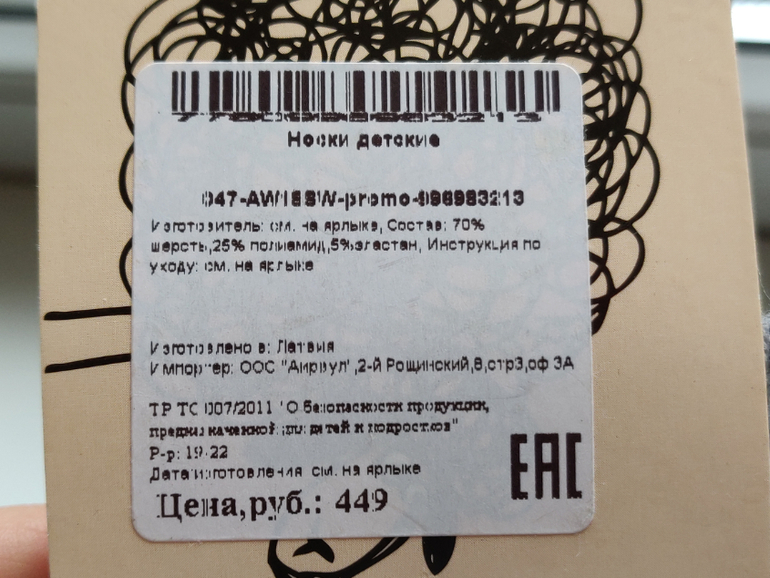 Носки детские
Изготовитель: см. на ярлыке, Состав: 70%
шерсть,25% полиамид,5%эластан, Инструкция по
уходу: см. на ярлыке
Изготовлено в: Латвия
Импортер: ООО ,2-й Рощинский,8,стр3,оф 3А
ТР ТС 007/2011 "О безопасности продукции,
предназначенной для детей и подростков"
Р-р: 19-22
Дата изготовления см. на ярлыке
Цена,руб.: 449
EAC